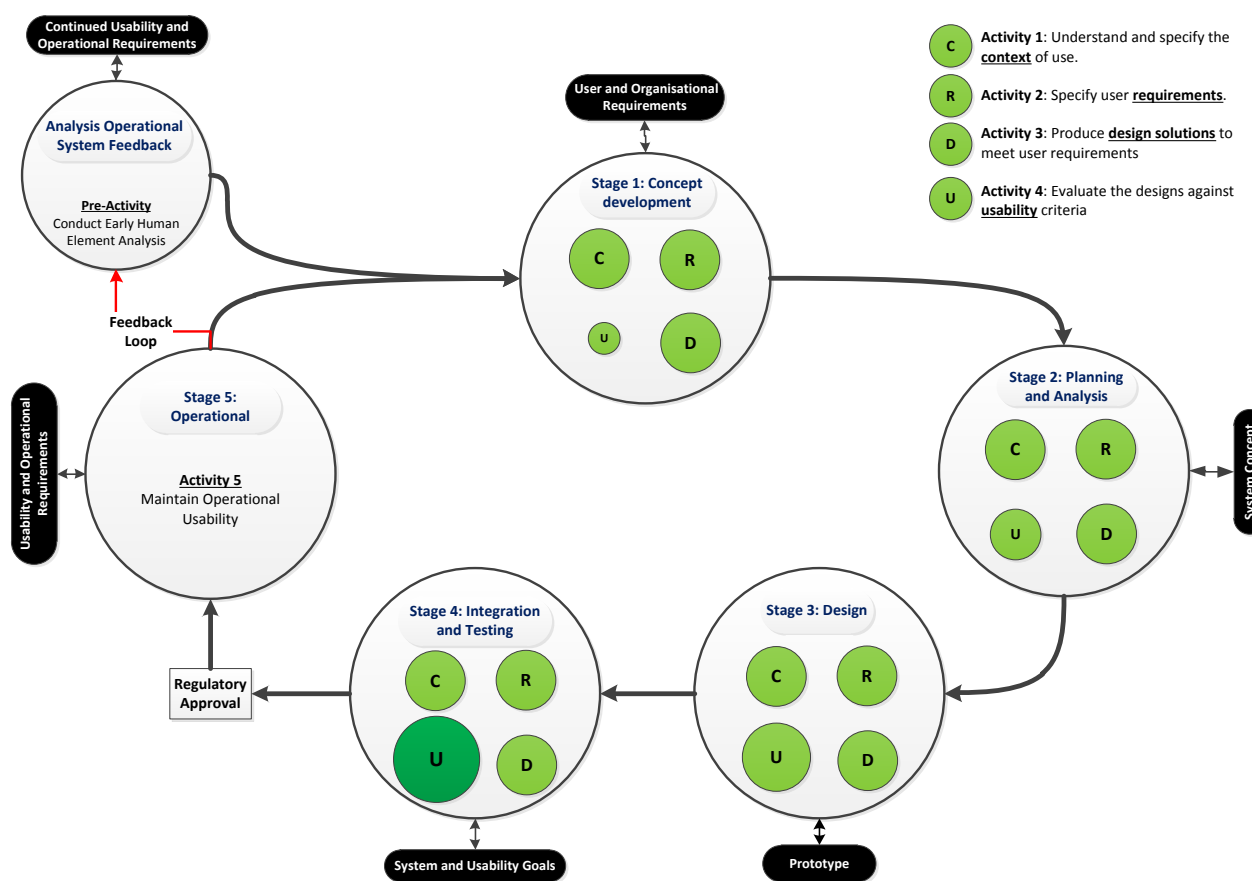 Continued Usability and
Operational Requirements
Analysis Operational
System Feedback
Pre-Activity
Conduct Early Human
Element Analysis
Feedback
Loop
User and Organisational
Requirements
Stage 1: Concept
development
C
R
U
D
C
Activity 1: Understand and specify the
context of use.
R
Activity 2: Specify user requirements.
D
Activity 3: Produce design solutions to
meet user requirements
U
Activity 4: Evaluate the designs against
usability criteria
Stage 2: Planning
and Analysis
C
R
U
D
System Concept
Stage 3: Design
C
R
U
D
Prototype
Stage 4: Integration
and Testing
C
R
U
D
System and Usability Goals
Regulatory
Approval
Stage 5:
Operational
Activity 5
Maintain Operational
Usability
Usability and Operational
Requirements